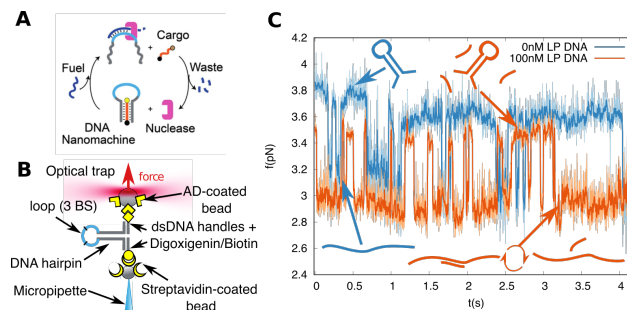 A
Fuel
+
Cargo
Waste
DNA
Nanomachine
+
Nuclease
B
Optical trap
force
AD-coated
bead
loop (3 BS)
dsDNA handles +
Digoxigenin/Biotin
DNA hairpin
Streptavidin-coated
bead
Micropipette
C
0nM LP DNA
100nM LP DNA
f(pN)
4.2
4
3.8
3.6
3.4
3.2
3
2.8
2.6
2.4
0
0.5
1
1.5
2
2.5
3
3.5
4
t(s)